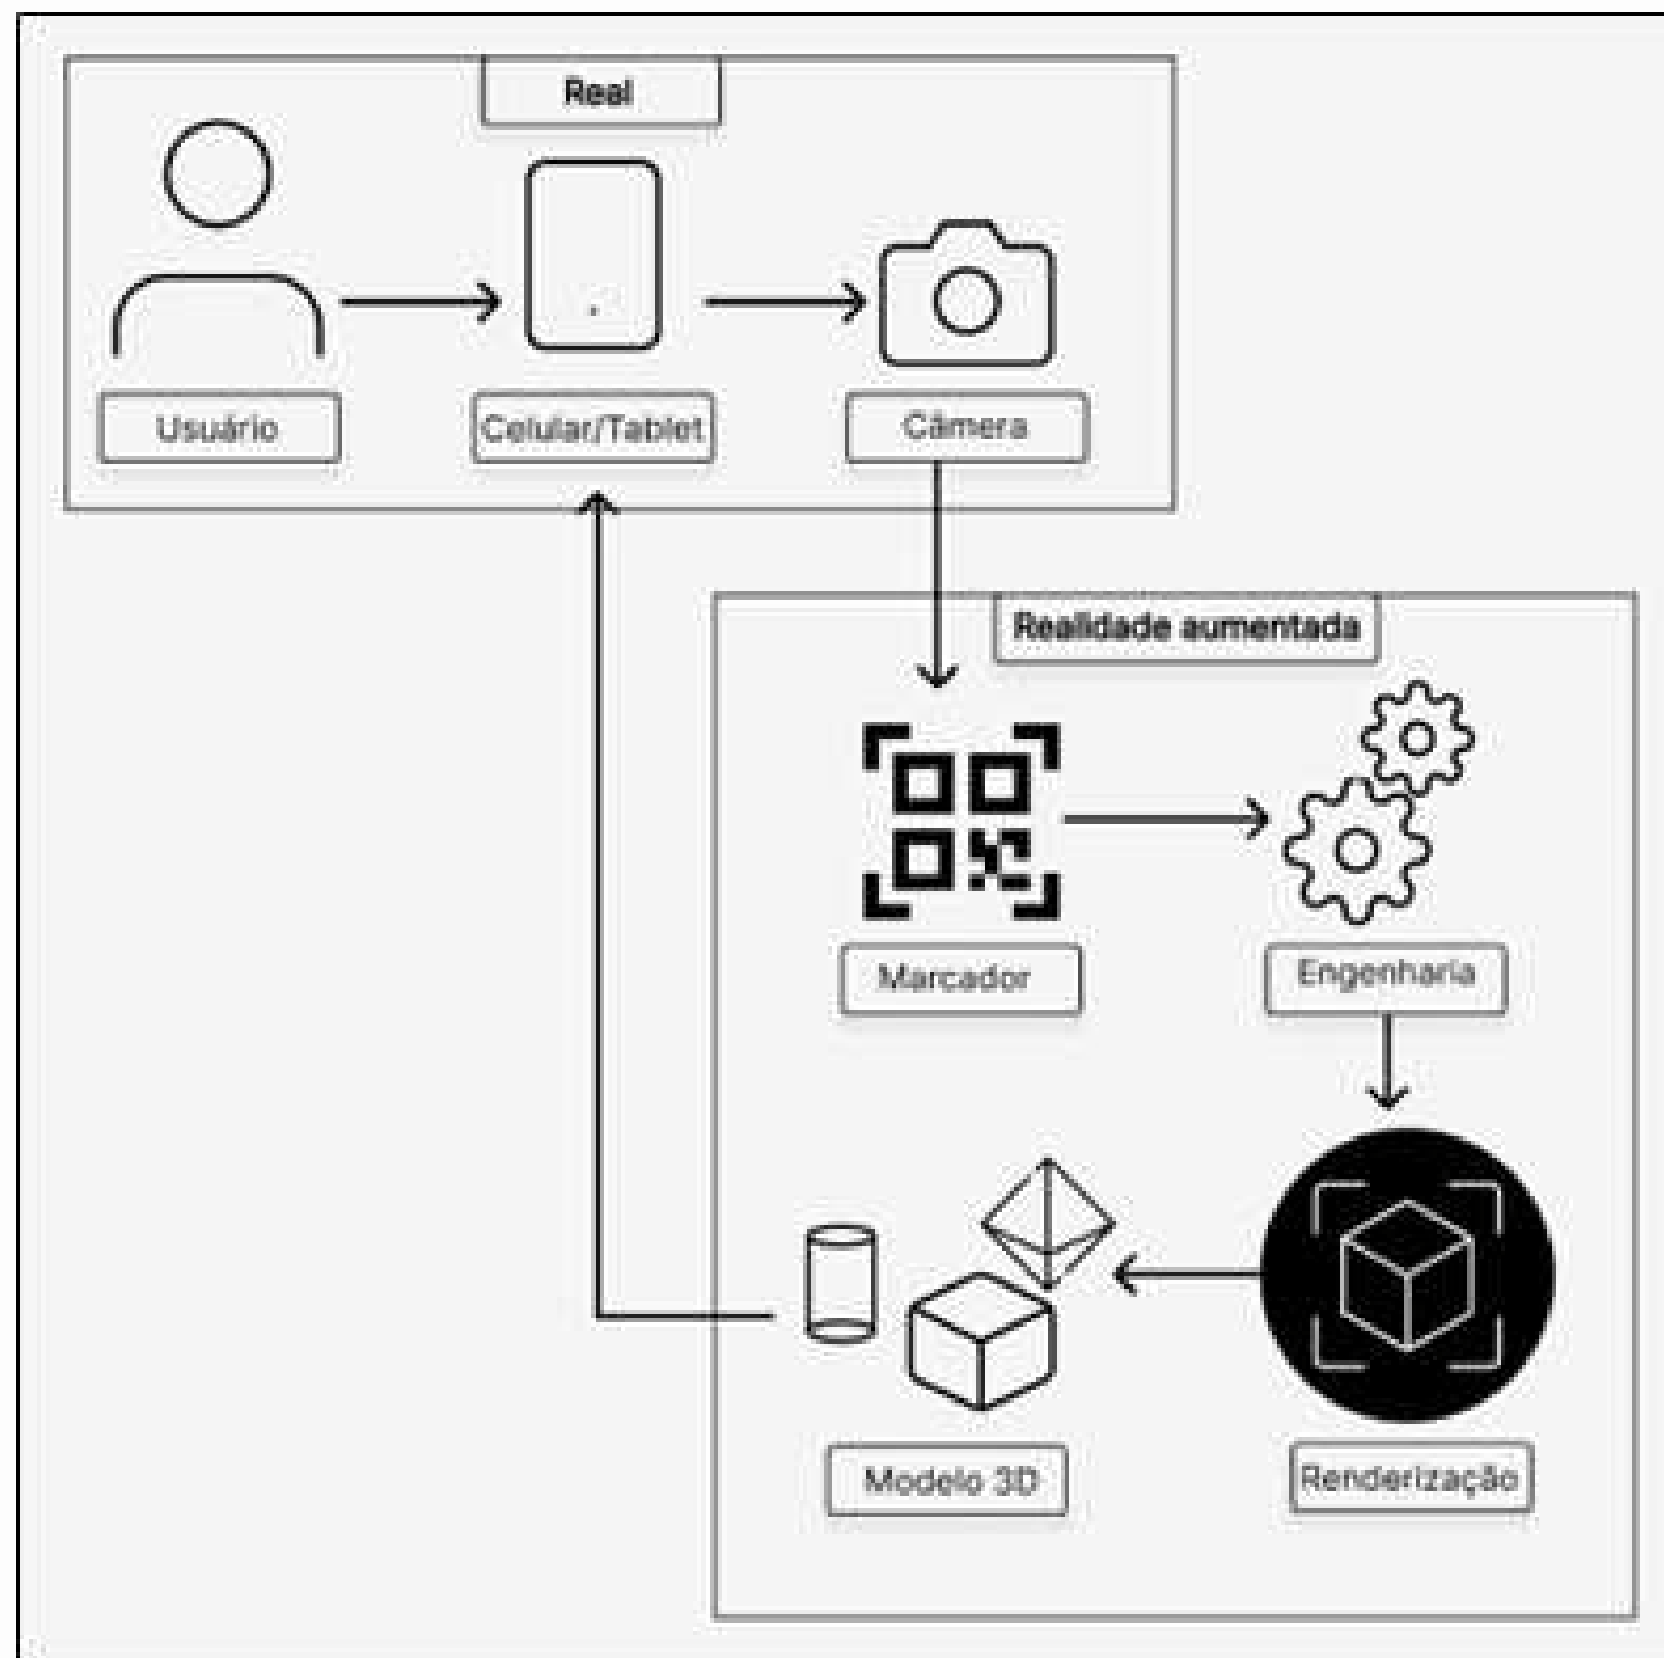 Real
Usuário
Celular/Tablet
Câmera
Realidade aumentada
Marcador
Engenharia
Modelo 3D
Renderização